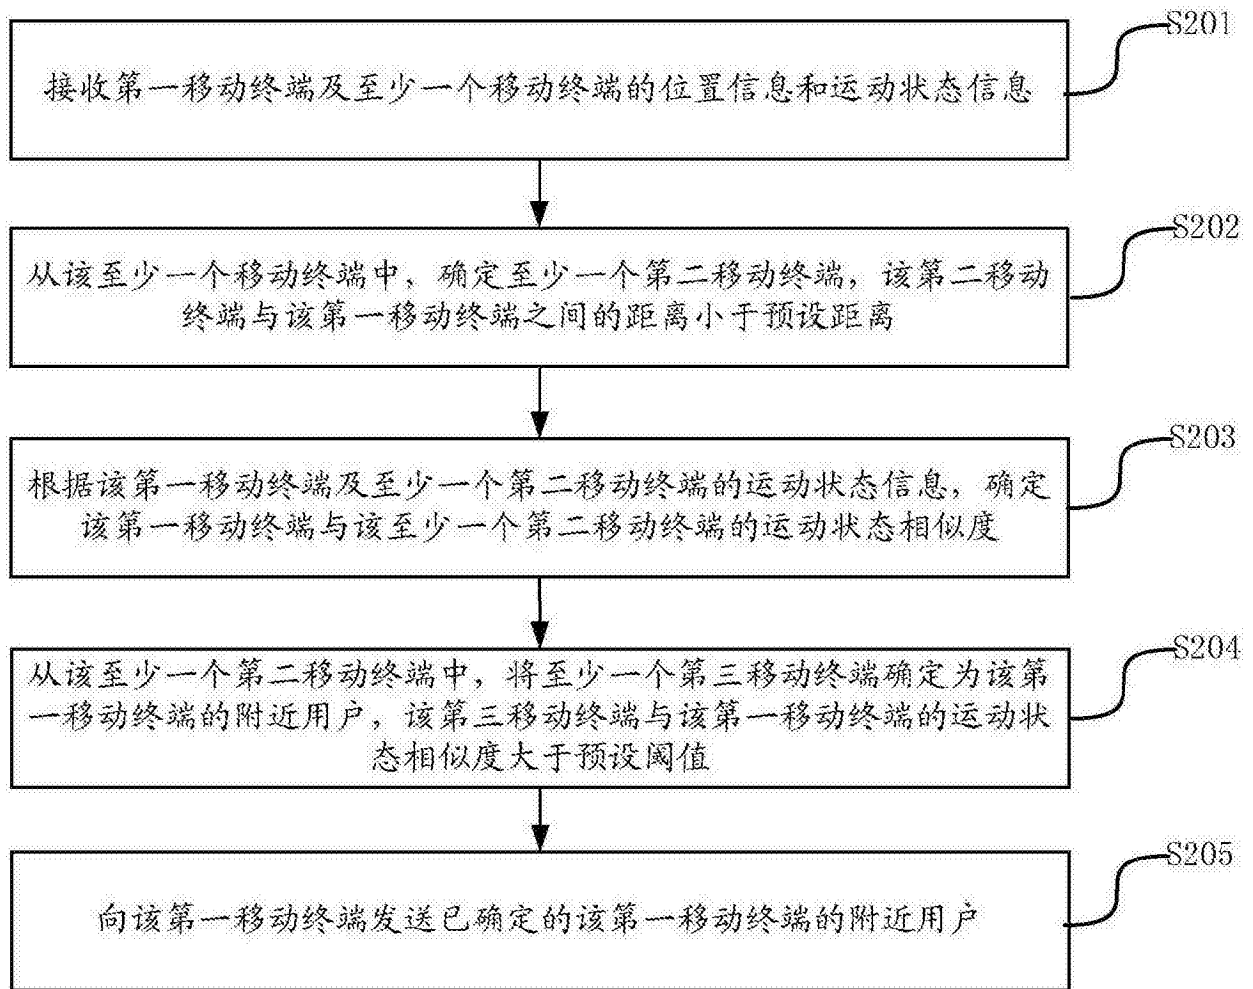 S201
接收第一移动终端及至少一个移动终端的位置信息和运动状态信息
S202
从该至少一个移动终端中，确定至少一个第二移动终端，该第二移动
终端与该第一移动终端之间的距离小于预设距离
S203
根据该第一移动终端及至少一个第二移动终端的运动状态信息，确定
该第一移动终端与该至少一个第二移动终端的运动状态相似度
S204
从该至少一个第二移动终端中，将至少一个第三移动终端确定为该第
一移动终端的附近用户，该第三移动终端与该第一移动终端的运动状
态相似度大于预设阈值
S205
向该第一移动终端发送已确定的该第一移动终端的附近用户